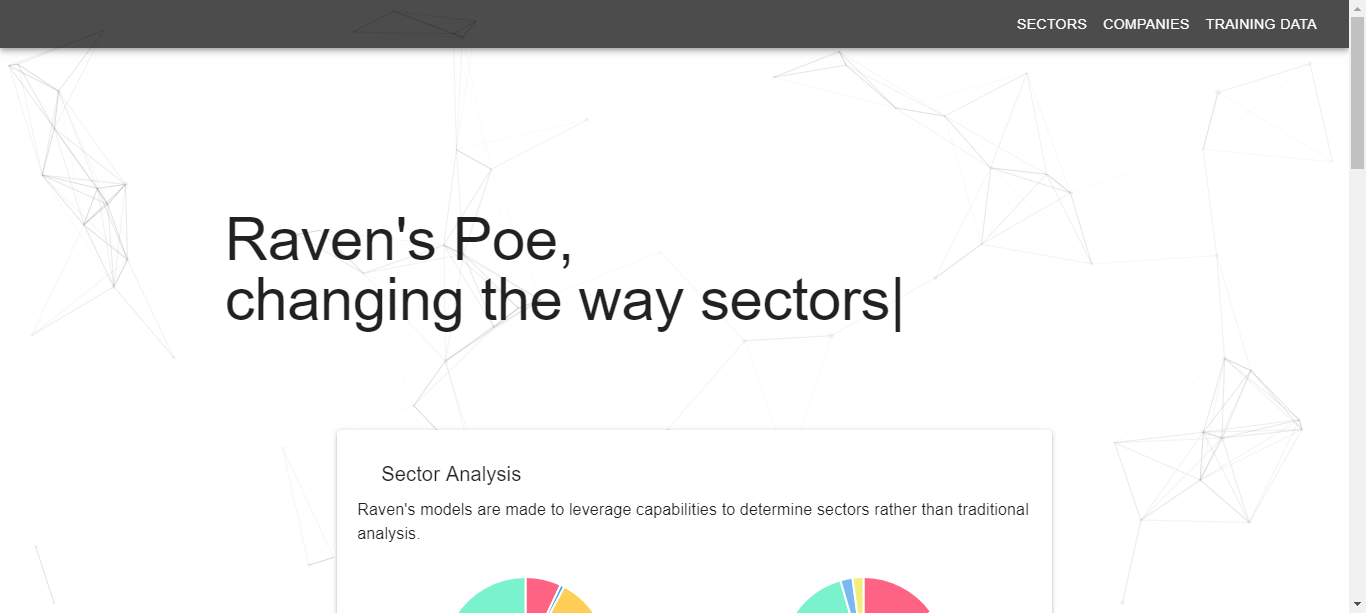 SECTORS COMPANIES TRAINING DATA
Raven's Poe,
changing the way sectors|
Sector Analysis
Raven's models are made to leverage capabilities to determine sectors rather than traditional
analysis.